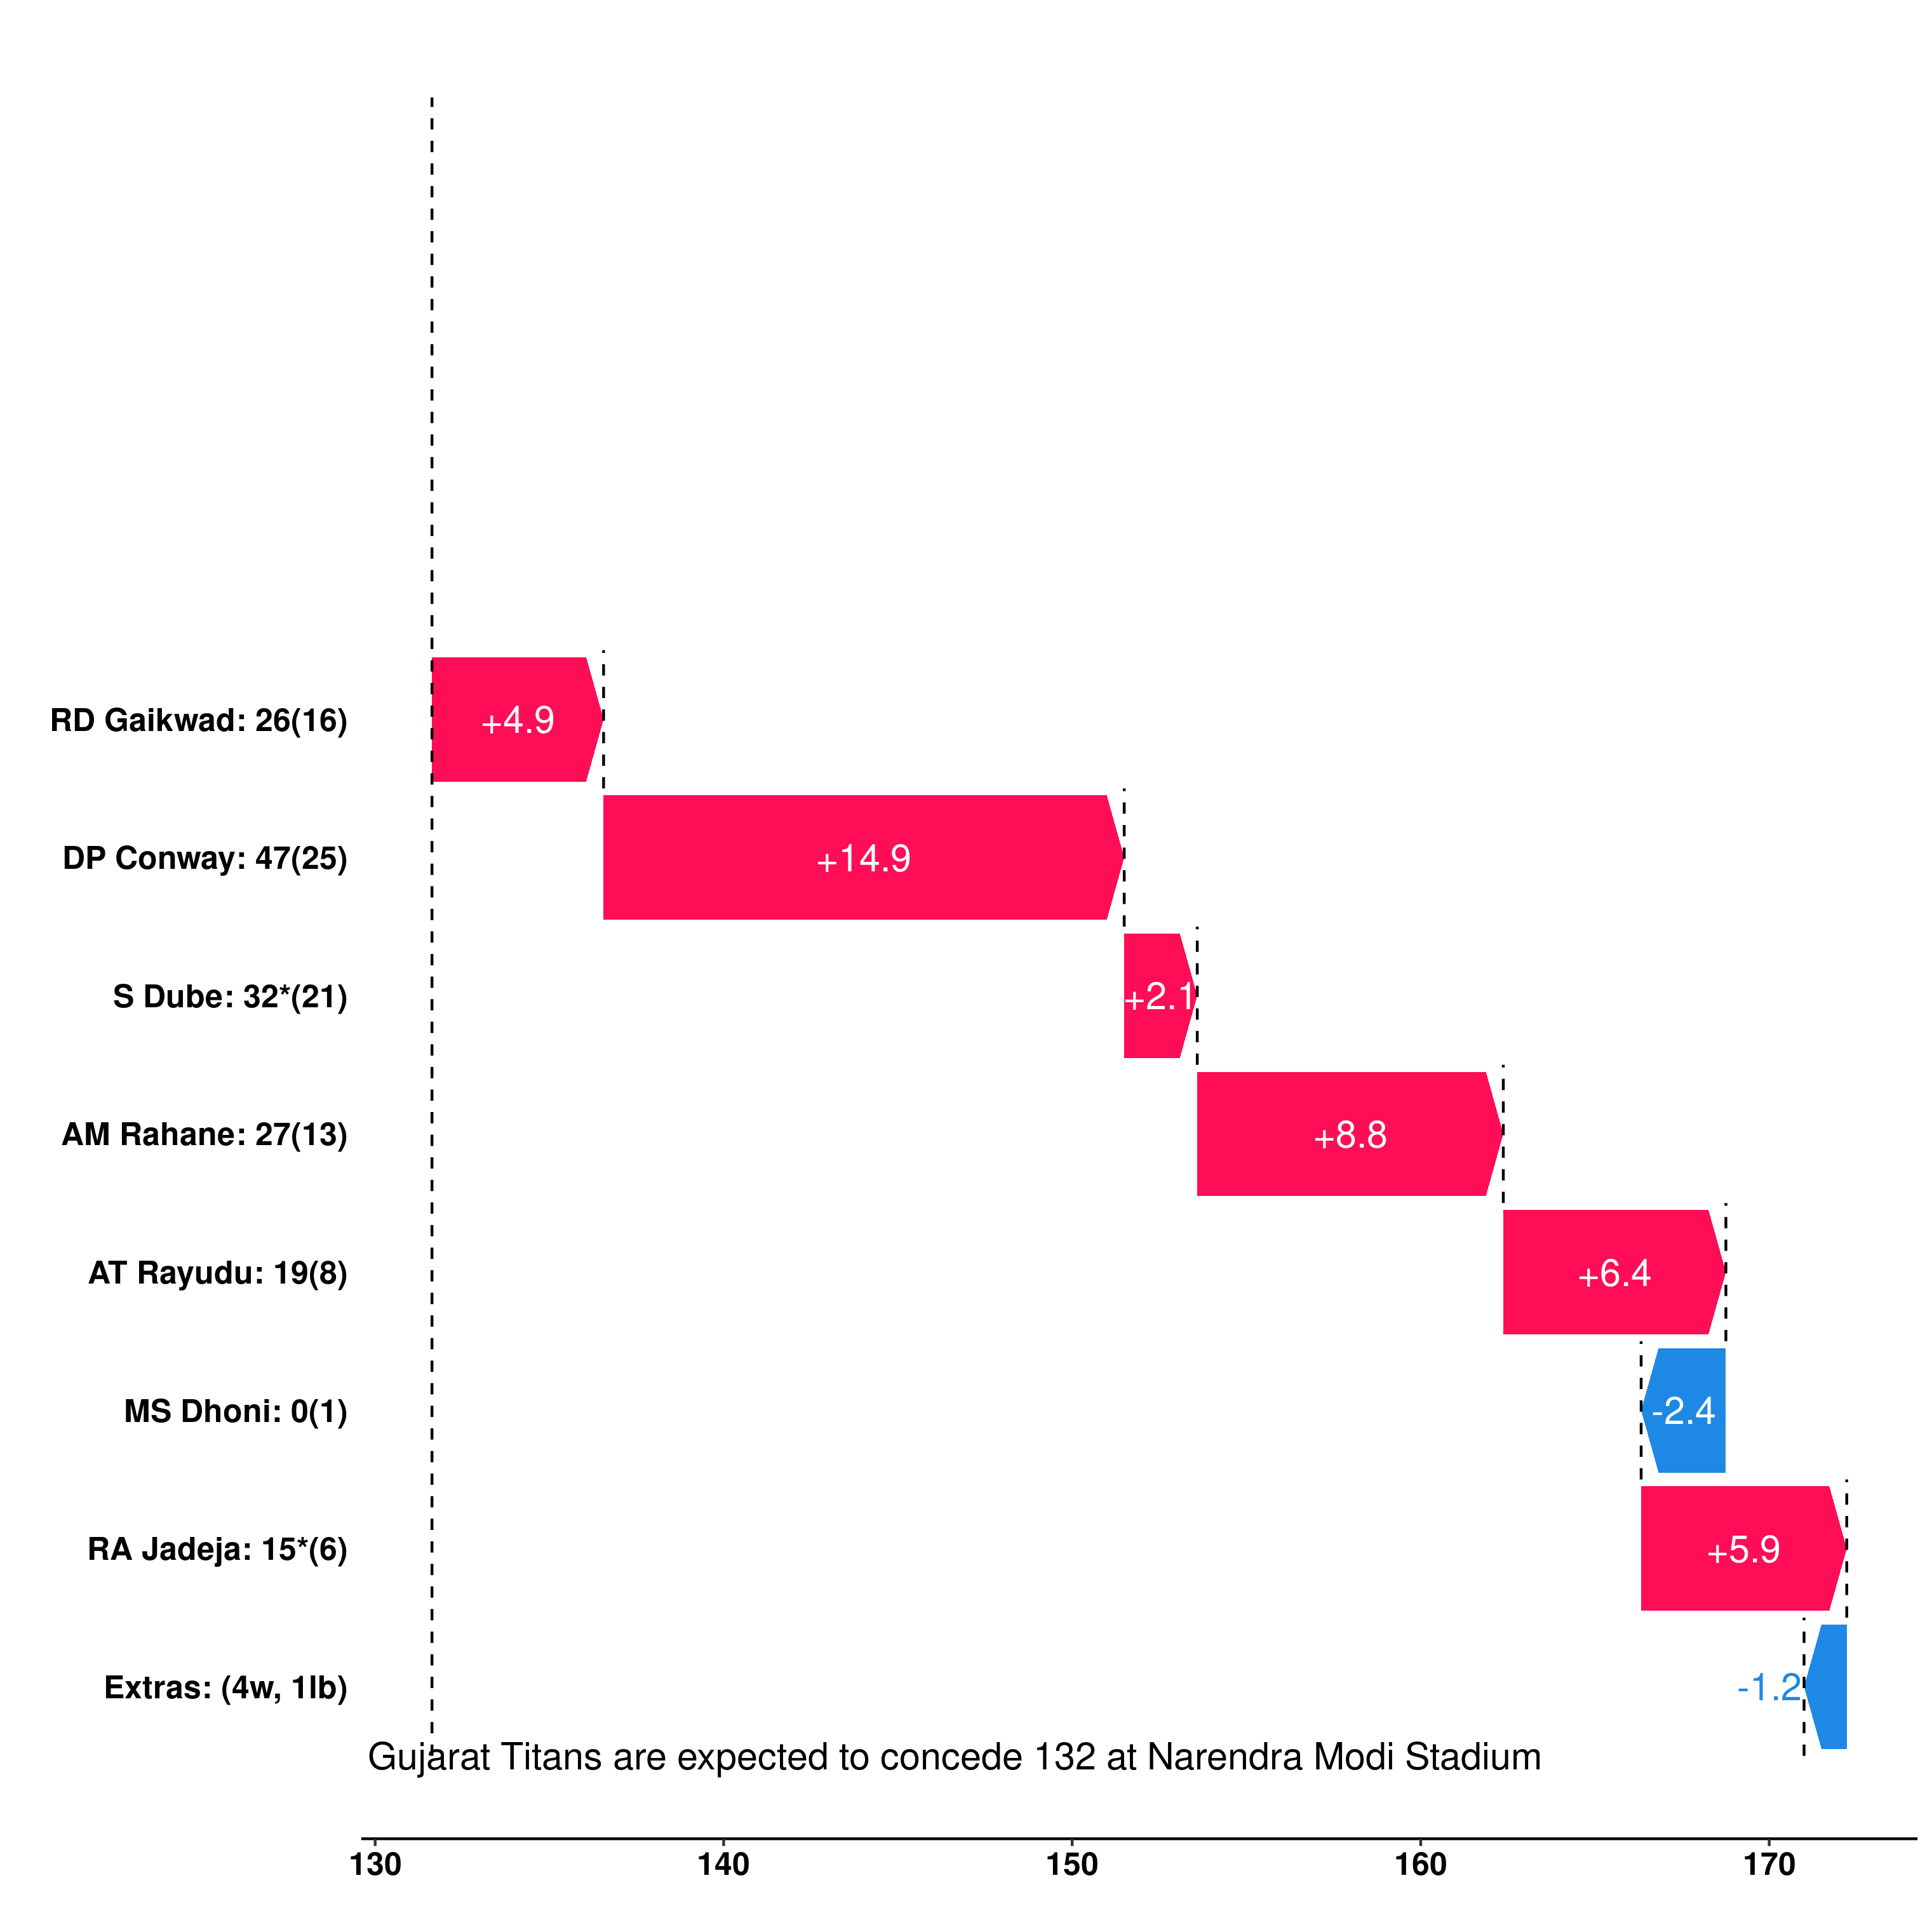 RD Gaikwad: 26(16)
+4.9
DP Conway: 47(25)
+14.9
S Dube: 32*(21)
+2.1
AM Rahane: 27(13)
+8.8
AT Rayudu: 19(8)
+6.4
MS Dhoni: 0(1)
-2.4
RA Jadeja: 15*(6)
+5.9
Extras: (4w, 1lb)
-1.2
Gujarat Titans are expected to concede 132 at Narendra Modi Stadium
130 140 150 160 170